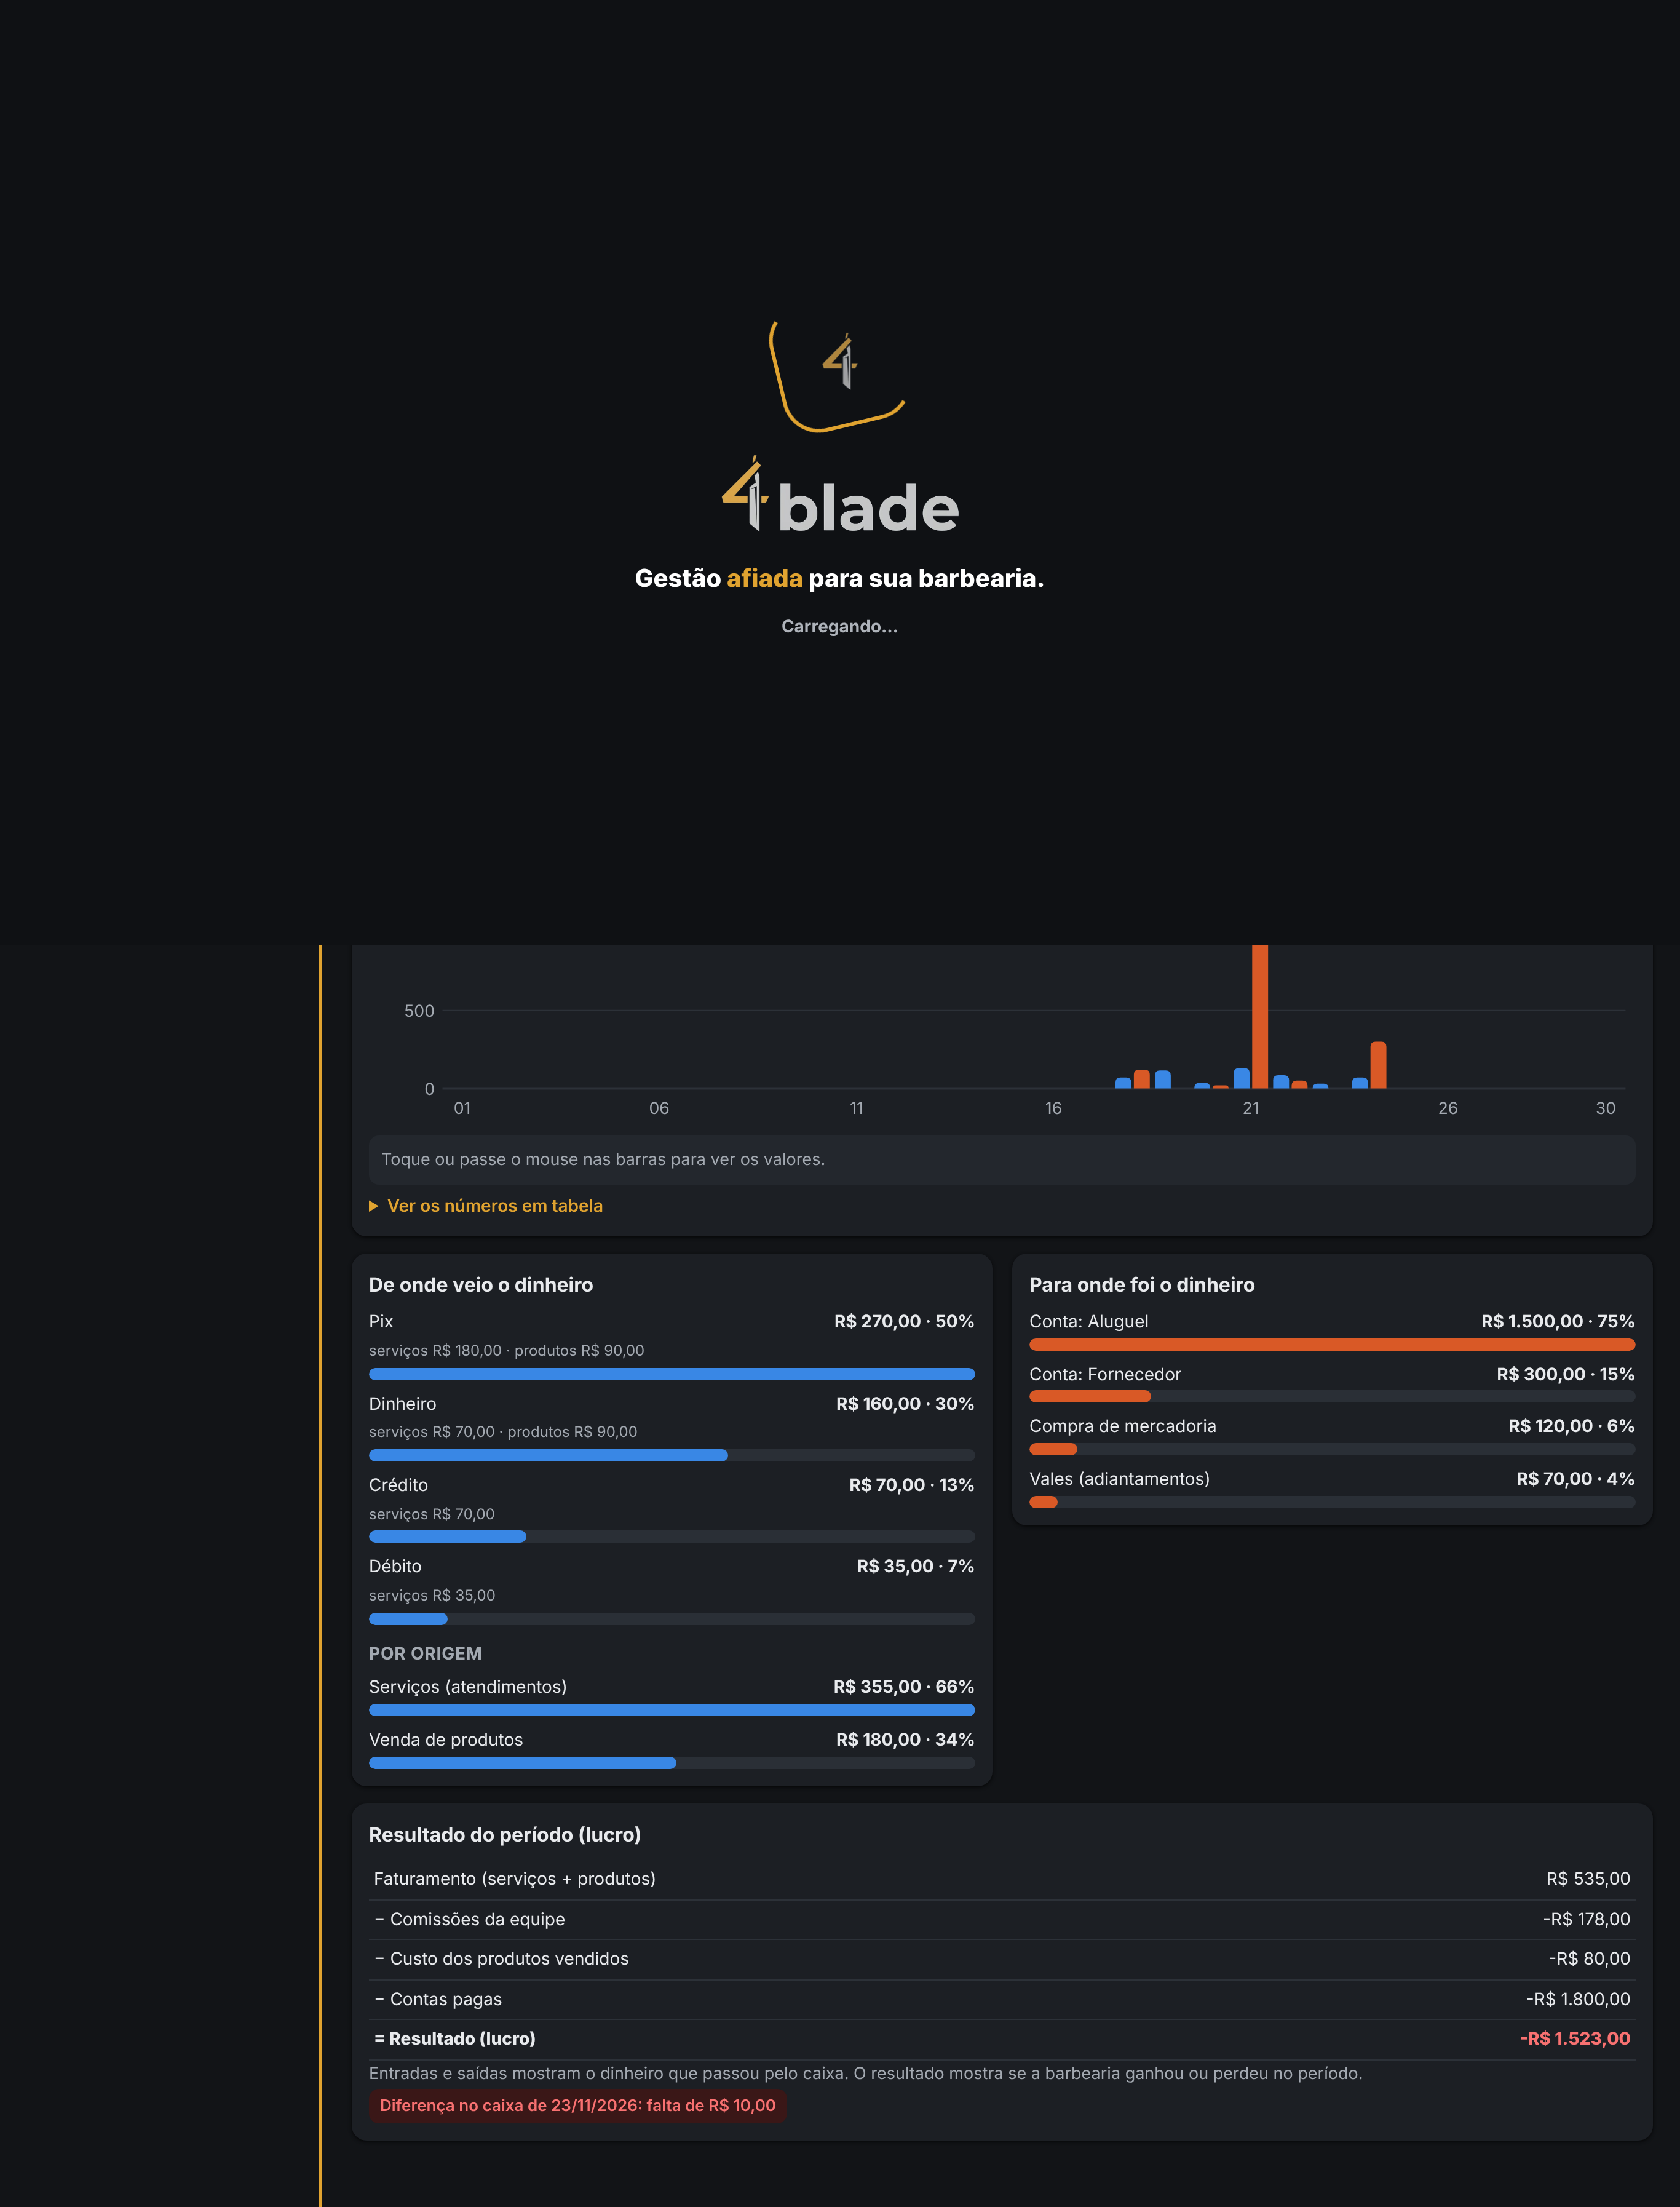 4
4blade
Gestão afiada para sua barbearia.
Carregando...
500
0
01 06 11 16 21 26 30
Toque ou passe o mouse nas barras para ver os valores.
Ver os números em tabela
De onde veio o dinheiro
Pix R$ 270,00 · 50%
serviços R$ 180,00 · produtos R$ 90,00
Dinheiro R$ 160,00 · 30%
serviços R$ 70,00 · produtos R$ 90,00
Crédito R$ 70,00 · 13%
serviços R$ 70,00
Débito R$ 35,00 · 7%
serviços R$ 35,00
POR ORIGEM
Serviços (atendimentos) R$ 355,00 · 66%
Venda de produtos R$ 180,00 · 34%
Para onde foi o dinheiro
Conta: Aluguel R$ 1.500,00 · 75%
Conta: Fornecedor R$ 300,00 · 15%
Compra de mercadoria R$ 120,00 · 6%
Vales (adiantamentos) R$ 70,00 · 4%
Resultado do período (lucro)
Faturamento (serviços + produtos) R$ 535,00
− Comissões da equipe -R$ 178,00
− Custo dos produtos vendidos -R$ 80,00
− Contas pagas -R$ 1.800,00
= Resultado (lucro) -R$ 1.523,00
Entradas e saídas mostram o dinheiro que passou pelo caixa. O resultado mostra se a barbearia ganhou ou perdeu no período.
Diferença no caixa de 23/11/2026: falta de R$ 10,00